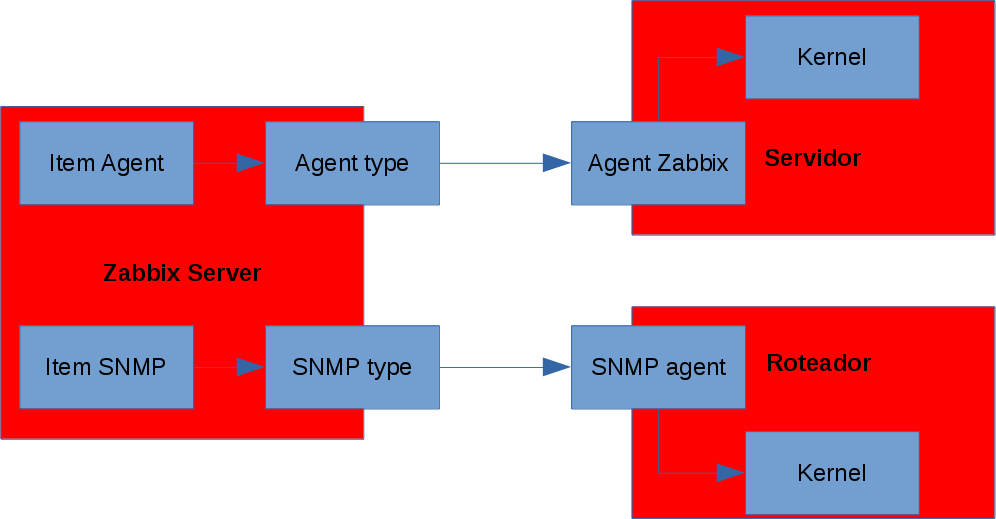 Kernel
Item Agent
Agent type
Agent Zabbix
Servidor
Zabbix Server
Item SNMP
SNMP type
SNMP agent
Roteador
Kernel